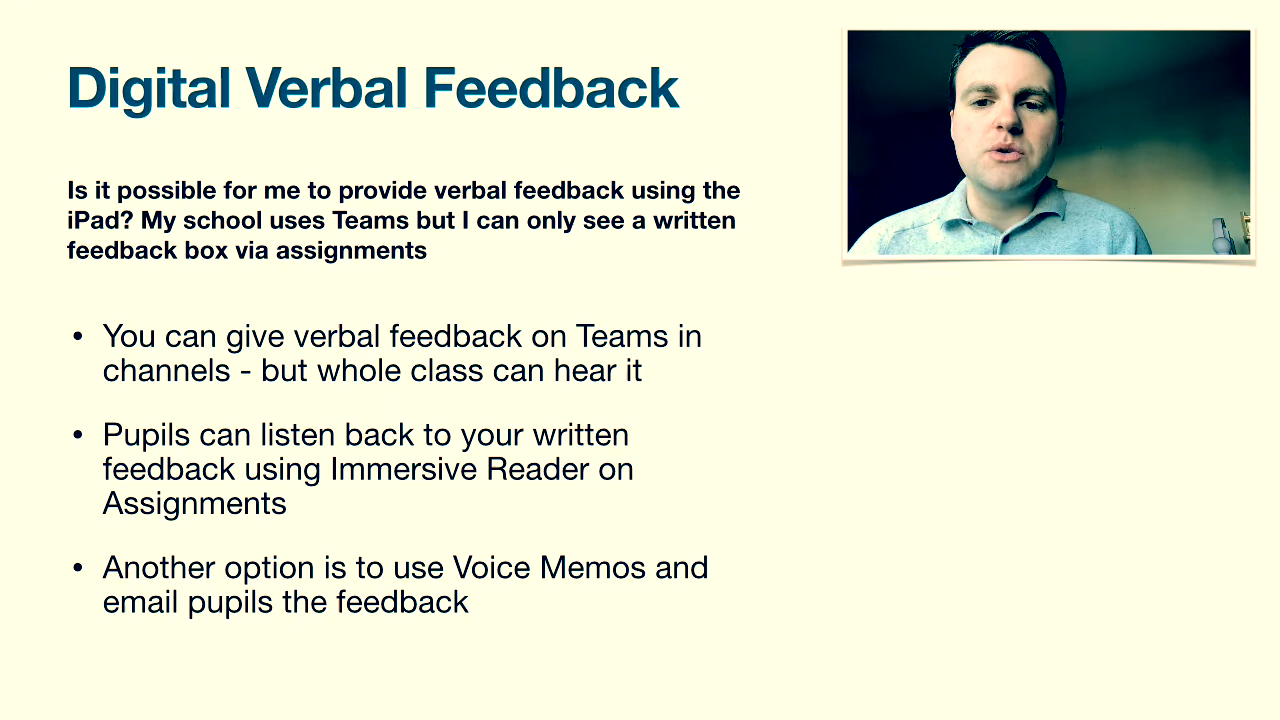 Digital Verbal Feedback
Is it possible for me to provide verbal feedback using the
iPad? My school uses Teams but I can only see a written
feedback box via assignments
• You can give verbal feedback on Teams in
channels - but whole class can hear it
• Pupils can listen back to your written
feedback using Immersive Reader on
Assignments
• Another option is to use Voice Memos and
email pupils the feedback